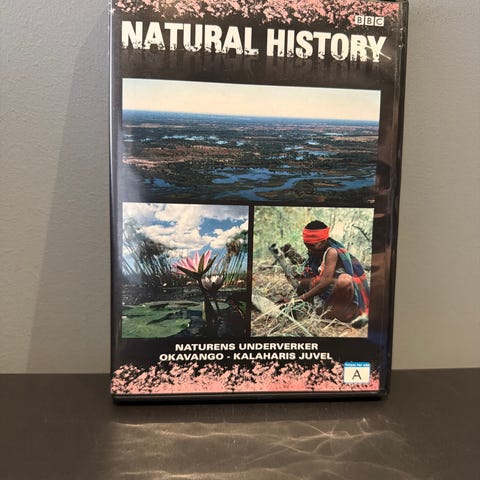 BBC
NATURAL HISTORY
NATURENS UNDERVERKER
OKAVANGO - KALAHARIS JUVEL
A